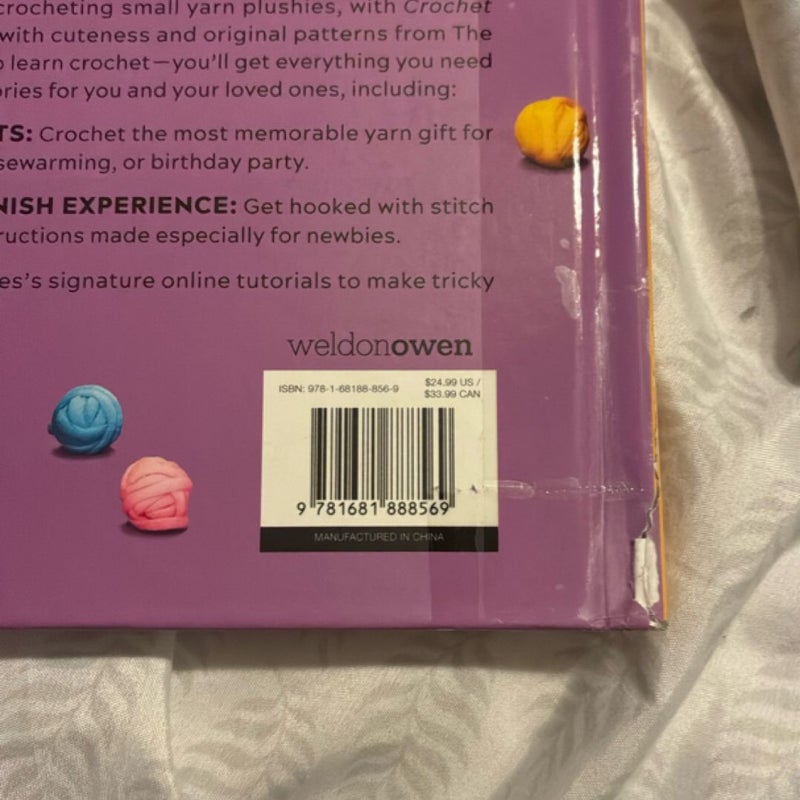 crocheting small yarn plushies, with Crochet
with cuteness and original patterns from The
o learn crochet—you'll get everything you need
ories for you and your loved ones, including:
TS: Crochet the most memorable yarn gift for
sewarming, or birthday party.
NISH EXPERIENCE: Get hooked with stitch
ructions made especially for newbies.
es's signature online tutorials to make tricky
weldonowen
ISBN: 978-1-68188-856-9
$24.99 US /
$33.99 CAN
9 781681 888569
MANUFACTURED IN CHINA